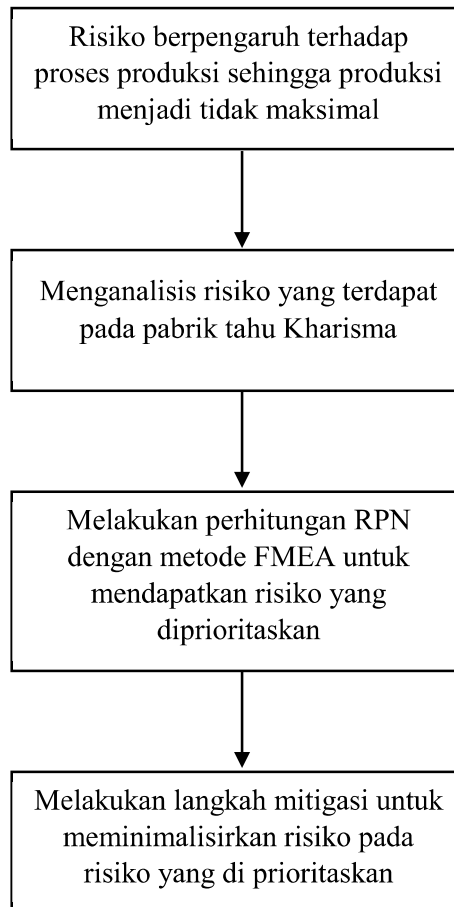 Risiko berpengaruh terhadap
proses produksi sehingga produksi
menjadi tidak maksimal
Menganalisis risiko yang terdapat
pada pabrik tahu Kharisma
Melakukan perhitungan RPN
dengan metode FMEA untuk
mendapatkan risiko yang
diprioritaskan
Melakukan langkah mitigasi untuk
meminimalisirkan risiko pada
risiko yang di prioritaskan